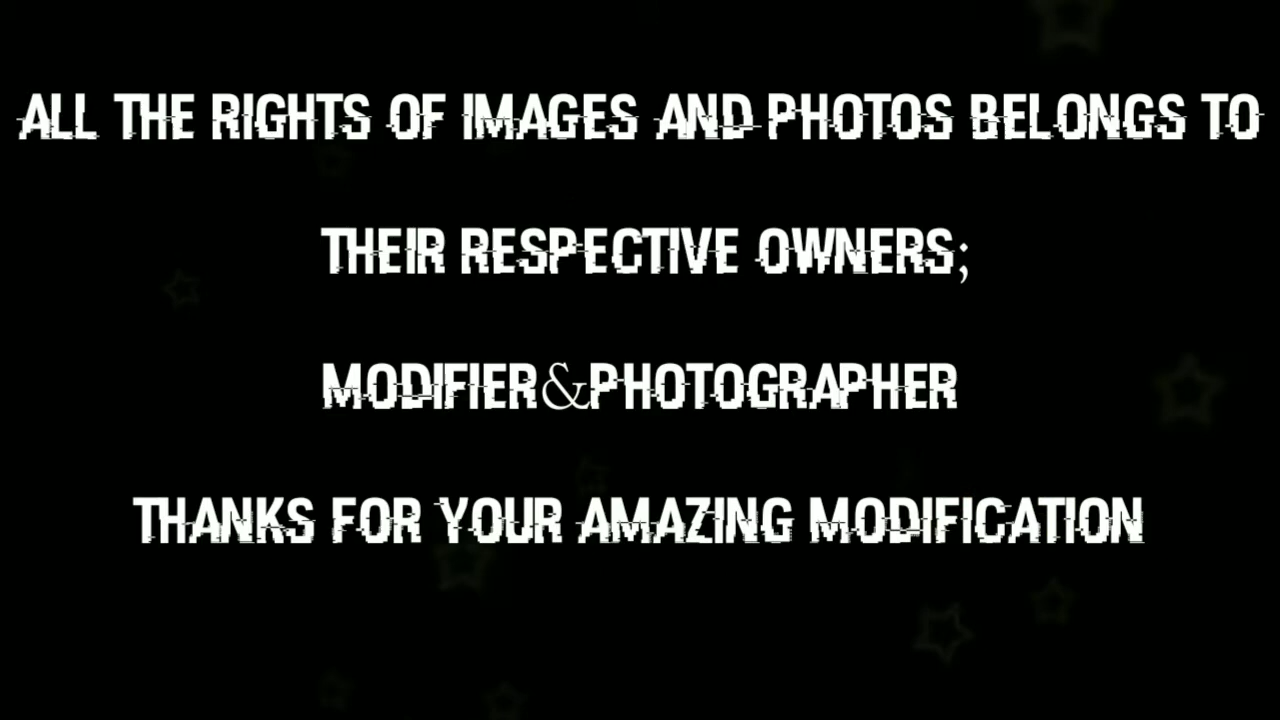 ALL THE RIGHTS OF IMAGES AND PHOTOS BELONGS TO
THEIR RESPECTIVE OWNERS;
MODIFIER&PHOTOGRAPHER
THANKS FOR YOUR AMAZING MODIFICATION